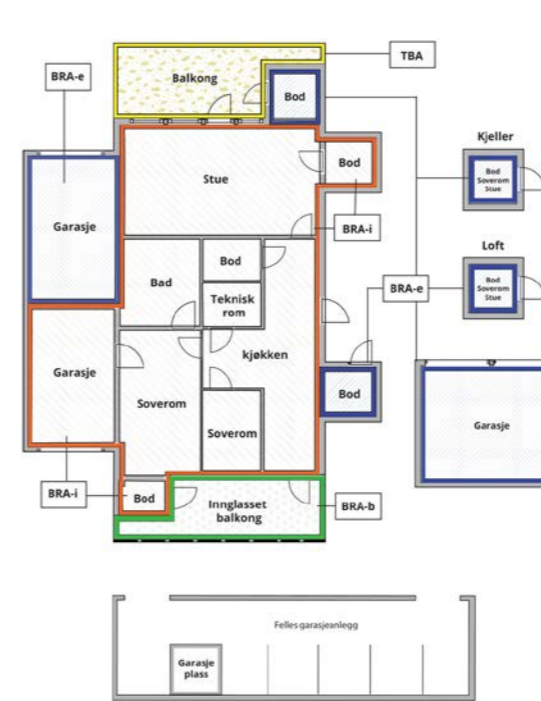 TBA
BRA-e
Balkong
Bod
Kjeller
Bod
Soverom
Stue
Stue
Bod
Garasje
BRA-i
Loft
Bad
Bod
BRA-e
Bod
Soverom
Stue
Teknisk
rom
kjøkken
Garasje
Soverom
Bod
Garasje
Soverom
BRA-i
Bod
Innglasset
balkong
BRA-b
Felles garasjeanlegg
Garasje
plass